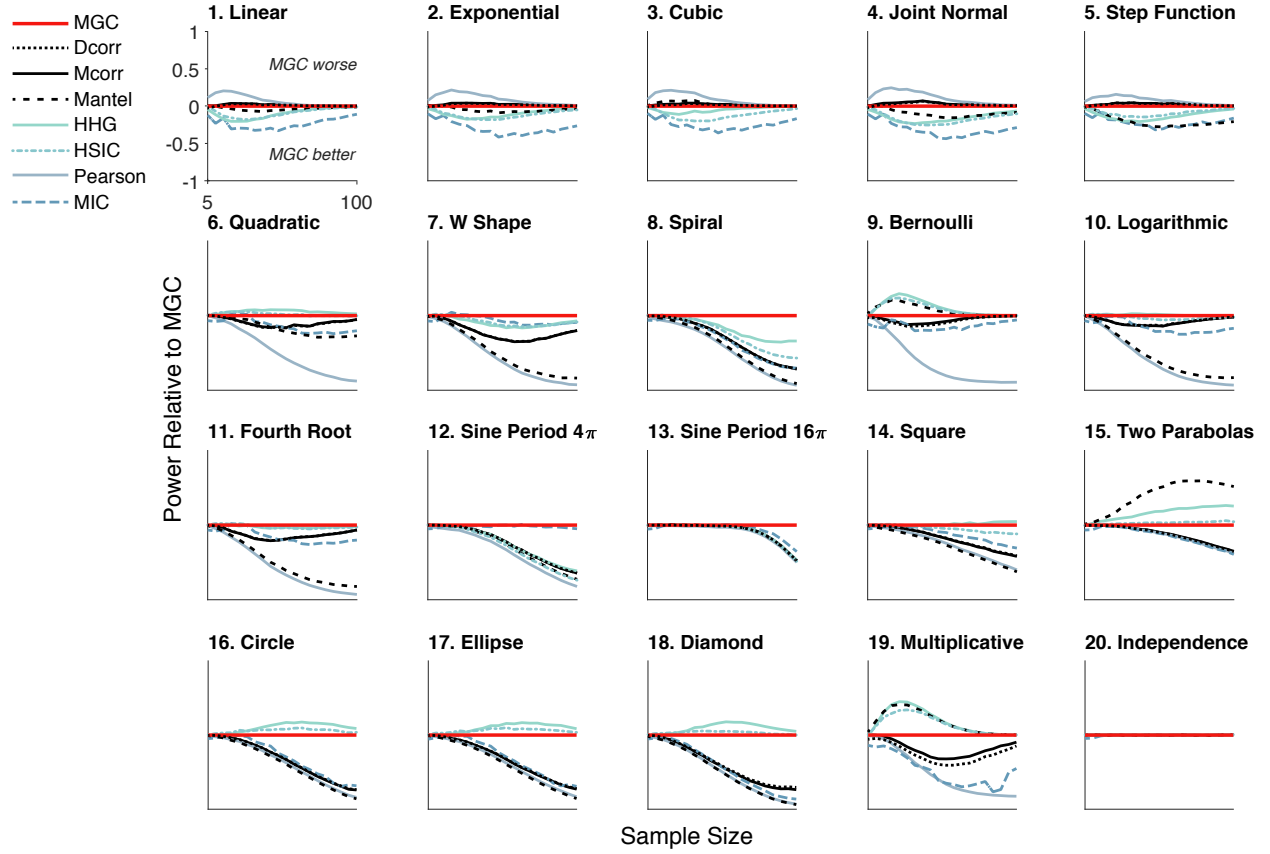 MGC
Dcorr
Mcorr
Mantel
HHG
HSIC
Pearson
MIC
1. Linear
2. Exponential
3. Cubic
4. Joint Normal
5. Step Function
1
0.5
0
-0.5
-1
MGC worse
MGC better
5
100
6. Quadratic
7. W Shape
8. Spiral
9. Bernoulli
10. Logarithmic
Power Relative to MGC
11. Fourth Root
12. Sine Period 4π
13. Sine Period 16π
14. Square
15. Two Parabolas
16. Circle
17. Ellipse
18. Diamond
19. Multiplicative
20. Independence
Sample Size